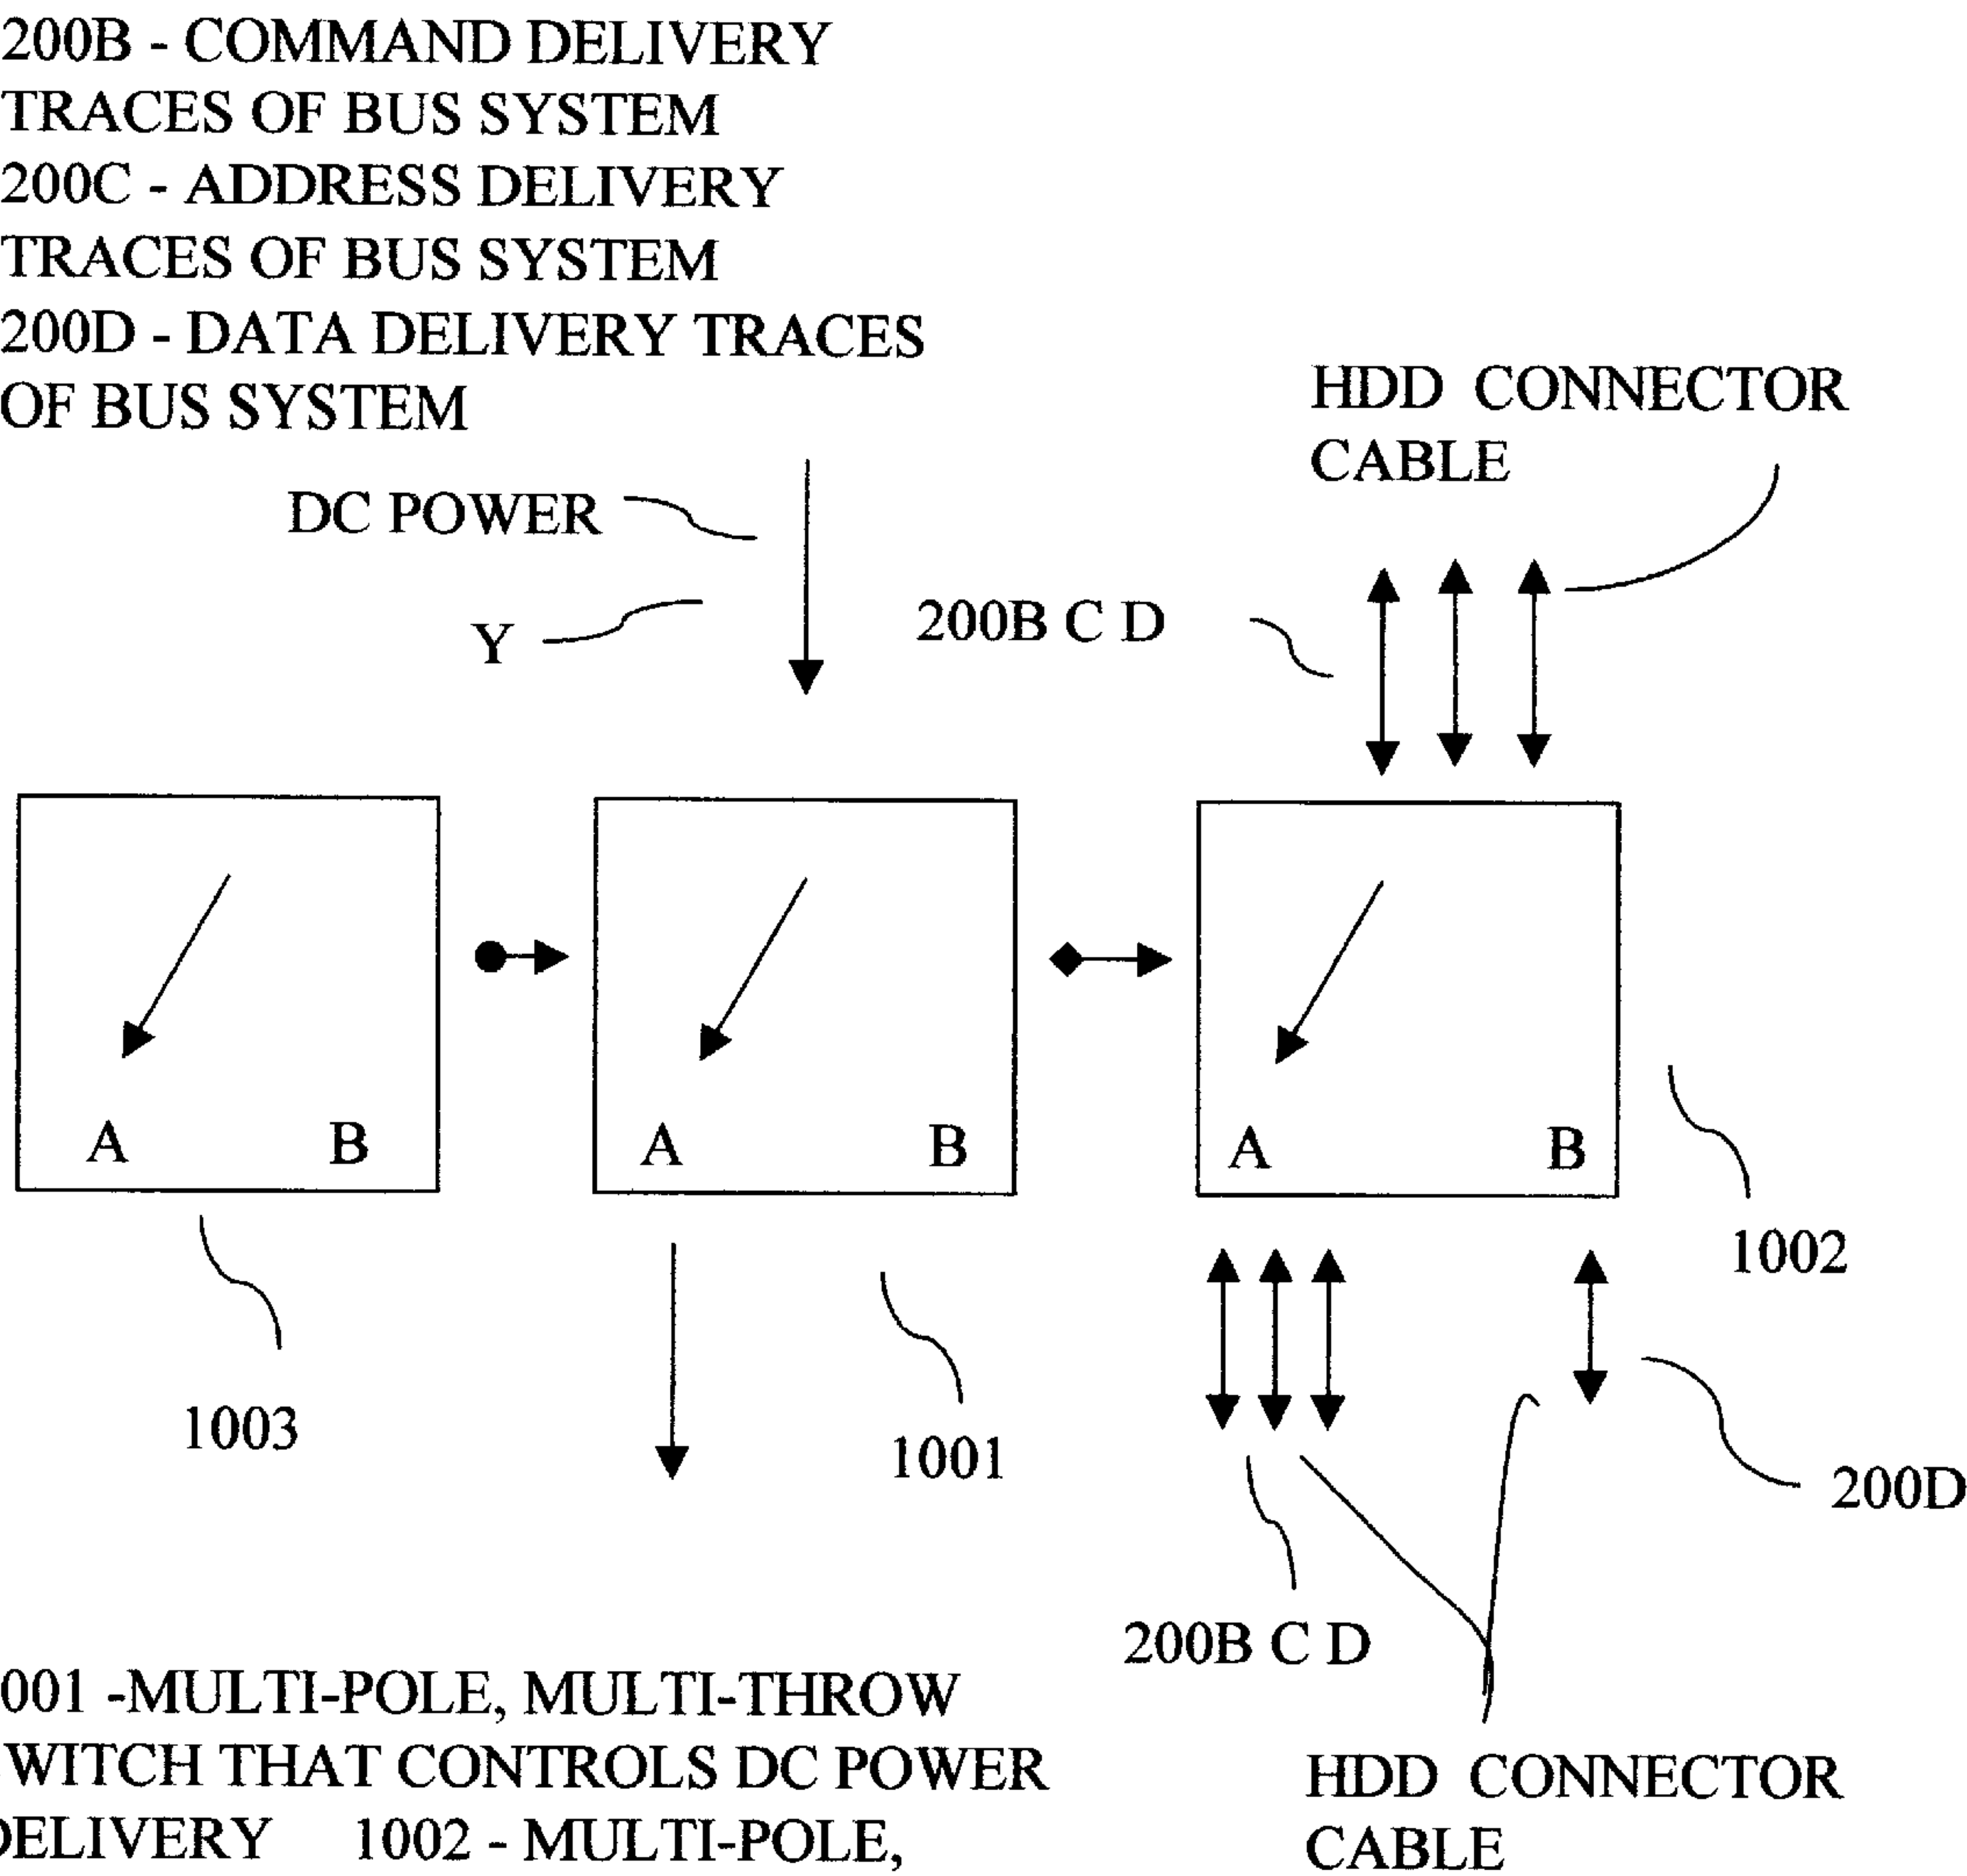 200B - COMMAND DELIVERY
TRACES OF BUS SYSTEM
200C - ADDRESS DELIVERY
TRACES OF BUS SYSTEM
200D - DATA DELIVERY TRACES
OF BUS SYSTEM
HDD CONNECTOR
CABLE
DC POWER
Y
200B C D
A B
A B
A B
1002
1003
1001
200D
200B C D
001 -MULTI-POLE, MULTI-THROW
WITCH THAT CONTROLS DC POWER
DELIVERY 1002 - MULTI-POLE,
HDD CONNECTOR
CABLE